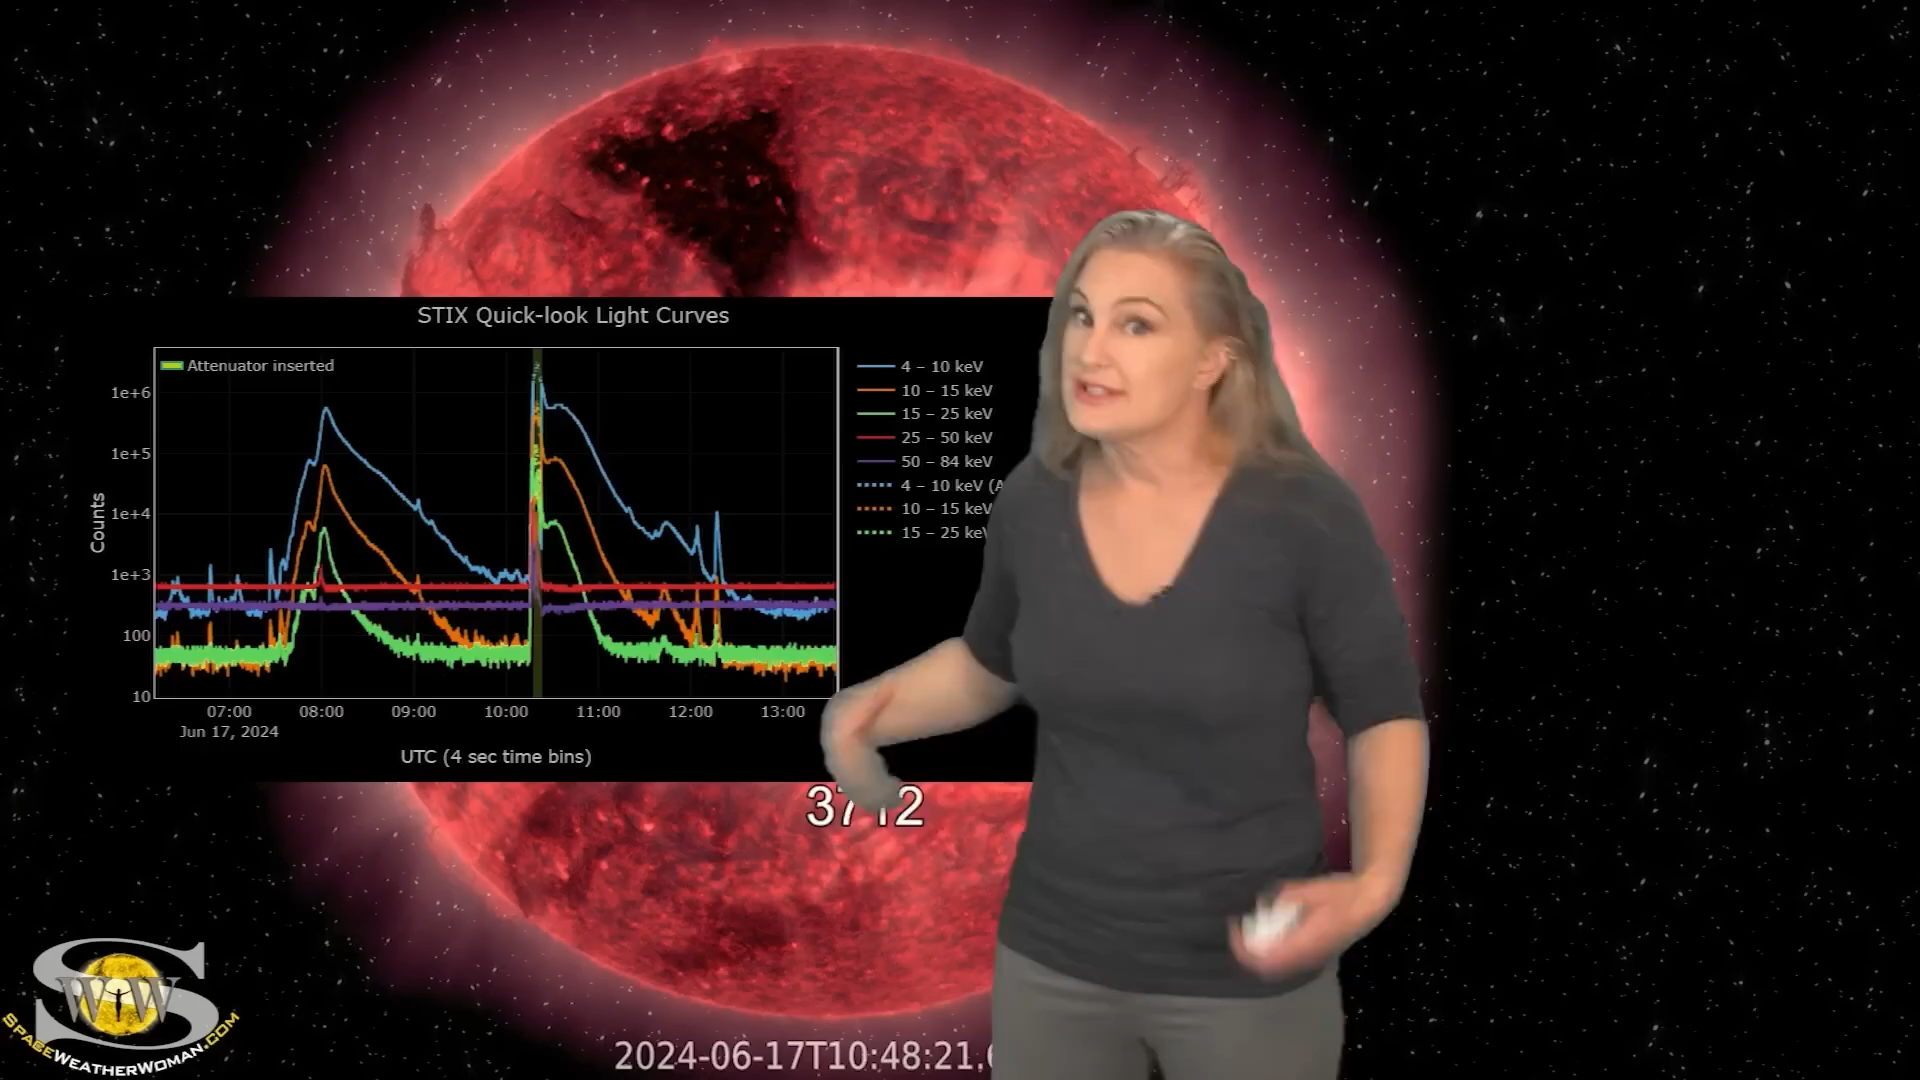 STIX Quick-look Light Curves
Attenuator inserted
1e+6
1e+5
1e+4
1e+3
100
10
Counts
07:00
08:00
09:00
10:00
11:00
12:00
13:00
Jun 17, 2024
UTC (4 sec time bins)
4 – 10 keV
10 – 15 keV
15 – 25 keV
25 – 50 keV
50 – 84 keV
4 – 10 keV (A
10 – 15 keV
15 – 25 keV
3712
2024-06-17T10:48:21.
SWW
SPACEWEATHERWOMAN.COM